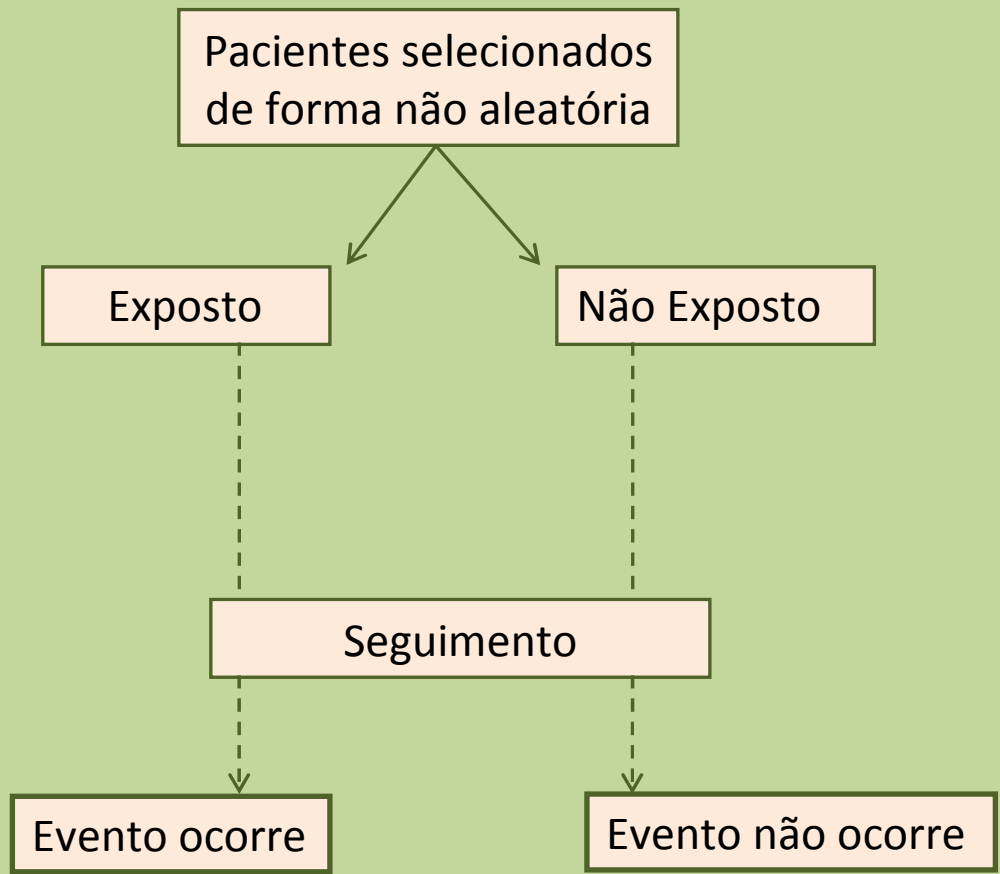 Pacientes selecionados
de forma não aleatória
Exposto
Não Exposto
Seguimento
Evento ocorre
Evento não ocorre